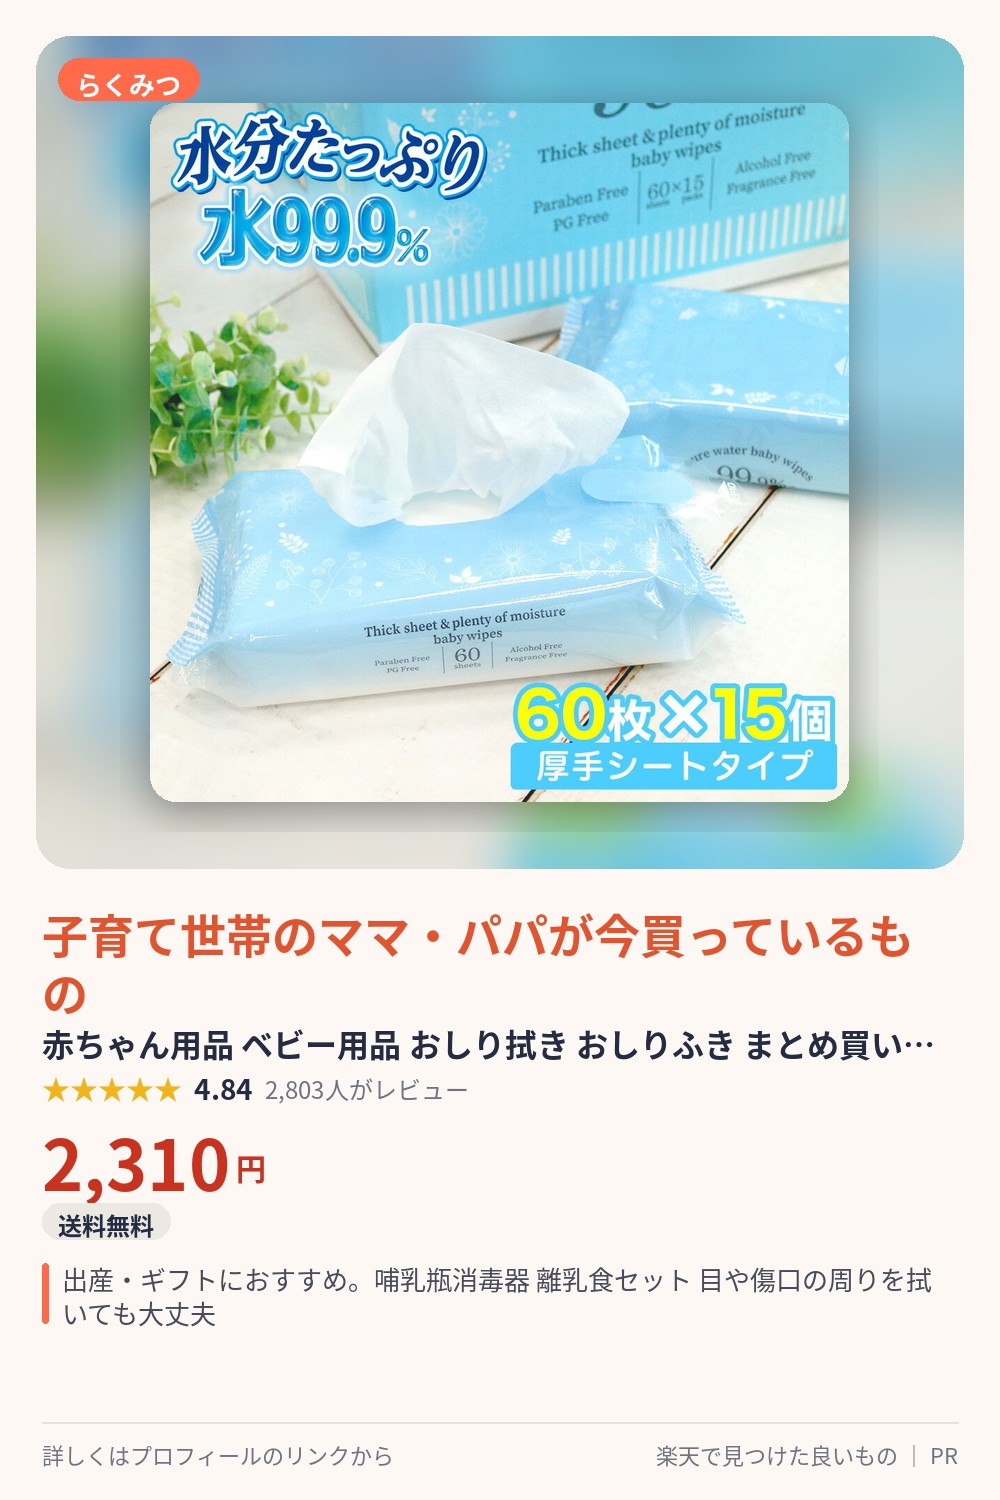 らくみつ
水分たっぷり
水99.9%
Thick sheet & plenty of moisture
baby wipes
Paraben Free
PG Free
60×15
sheets packs
Alcohol Free
Fragrance Free
water baby wipes
99.9%
Thick sheet & plenty of moisture
baby wipes
Paraben Free
PG Free
60
sheets
Alcohol Free
Fragrance Free
60枚×15個
厚手シートタイプ
子育て世帯のママ・パパが今買っているも
の
赤ちゃん用品 ベビー用品 おしり拭き おしりふき まとめ買い…
★★★★★ 4.84 2,803人がレビュー
2,310円
送料無料
出産・ギフトにおすすめ。哺乳瓶消毒器 離乳食セット 目や傷口の周りを拭
いても大丈夫
詳しくはプロフィールのリンクから
楽天で見つけた良いもの | PR